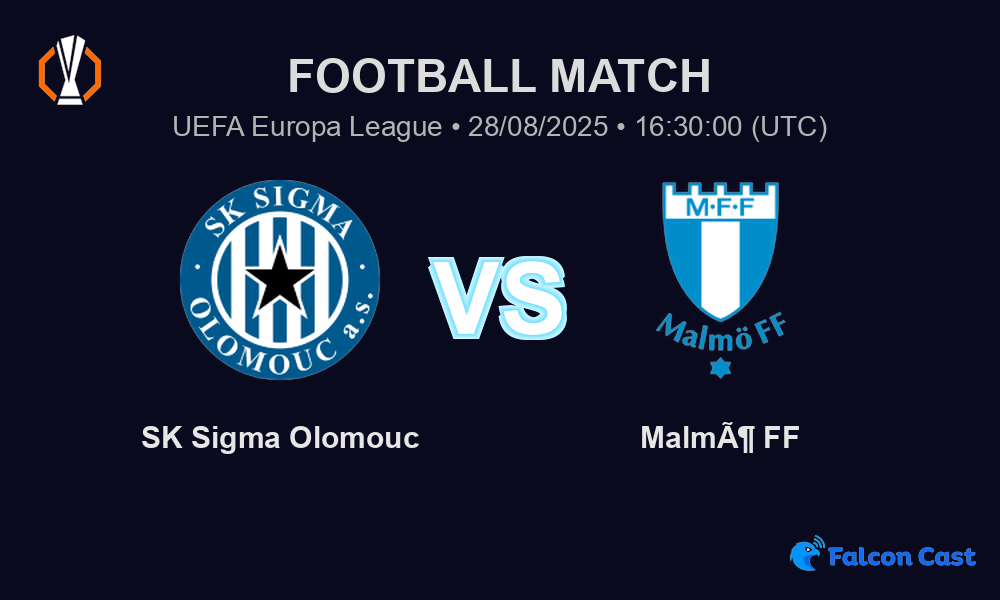 FOOTBALL MATCH
UEFA Europa League • 28/08/2025 • 16:30:00 (UTC)
SK SIGMA
OLOMOUC a.s.
M·F·F
Malmö FF
VS
SK Sigma Olomouc
MalmÃ¶ FF
Falcon Cast